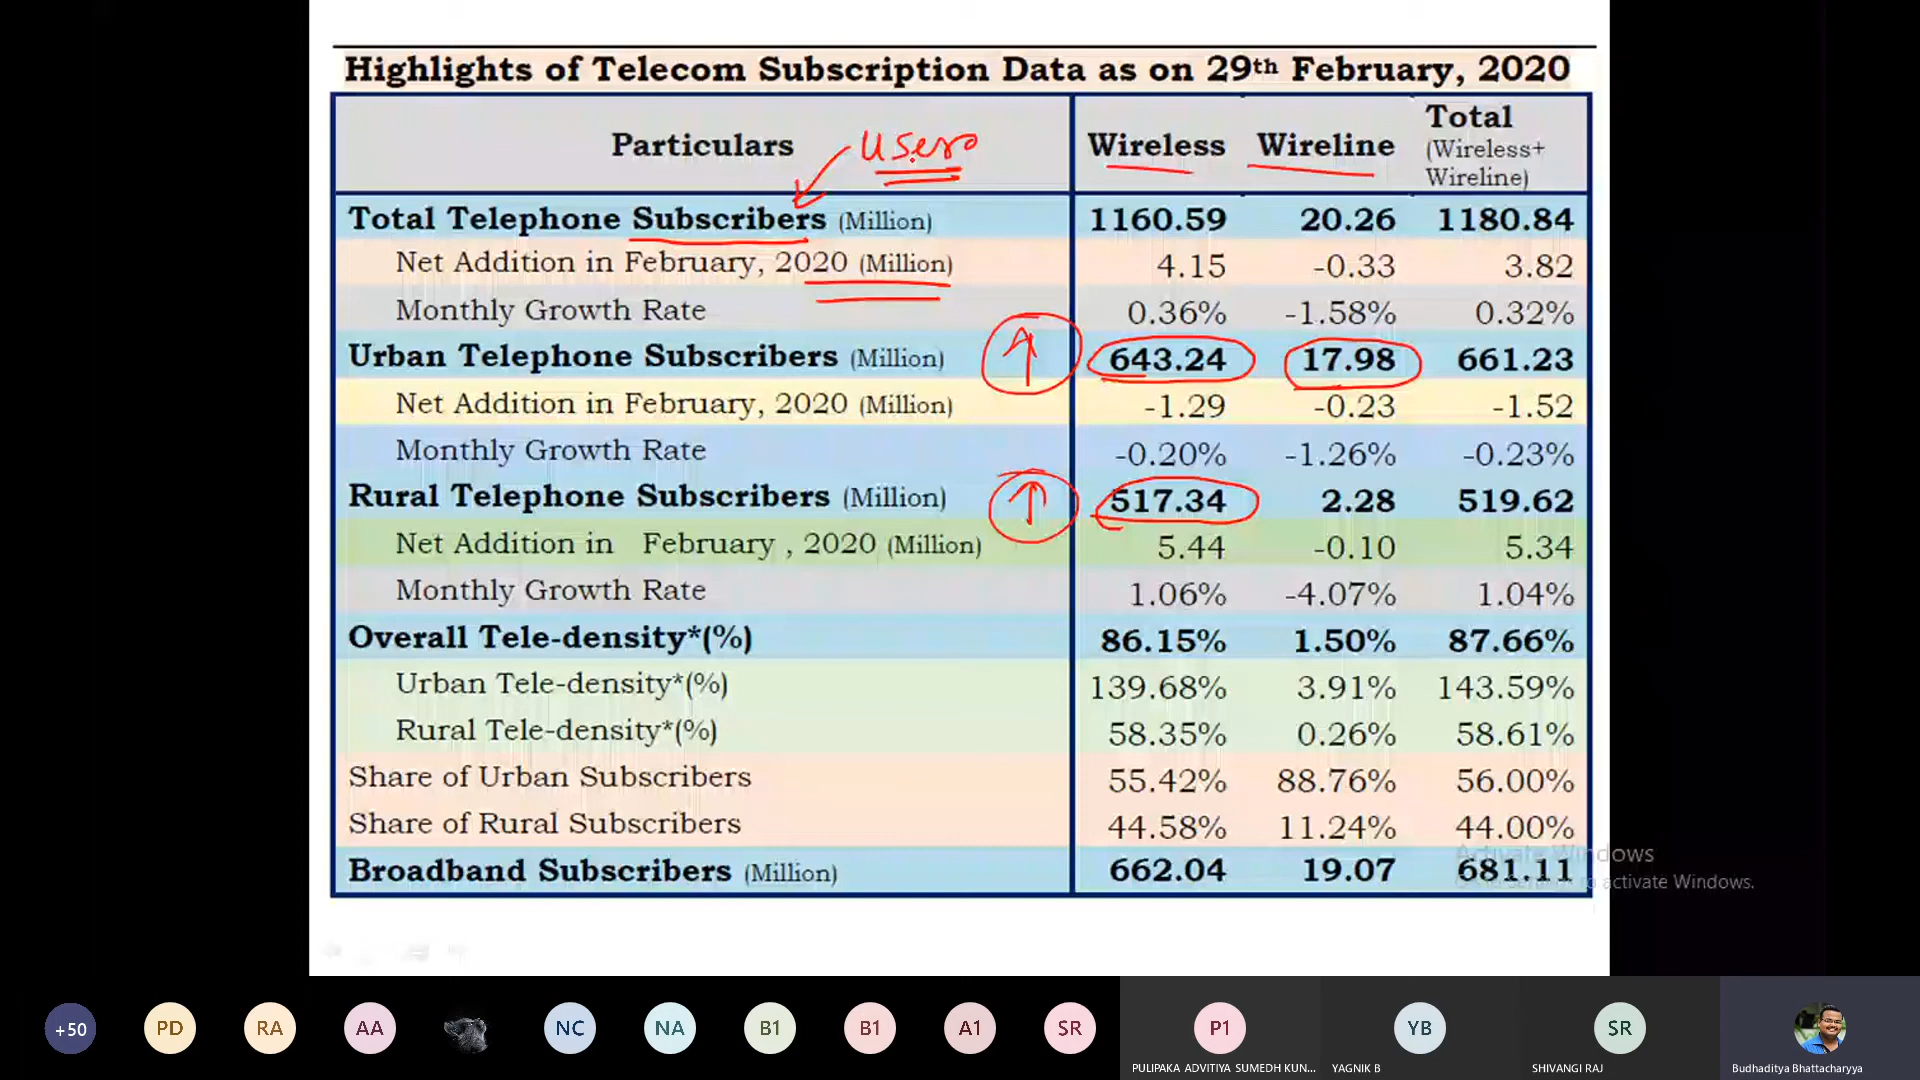 Highlights of Telecom Subscription Data as on 29th February, 2020
Particulars Users Wireless Wireline Total (Wireless+ Wireline)
Total Telephone Subscribers (Million) 1160.59 20.26 1180.84
Net Addition in February, 2020 (Million) 4.15 -0.33 3.82
Monthly Growth Rate 0.36% -1.58% 0.32%
Urban Telephone Subscribers (Million) 643.24 17.98 661.23
Net Addition in February, 2020 (Million) -1.29 -0.23 -1.52
Monthly Growth Rate -0.20% -1.26% -0.23%
Rural Telephone Subscribers (Million) 517.34 2.28 519.62
Net Addition in February , 2020 (Million) 5.44 -0.10 5.34
Monthly Growth Rate 1.06% -4.07% 1.04%
Overall Tele-density*(%) 86.15% 1.50% 87.66%
Urban Tele-density*(%) 139.68% 3.91% 143.59%
Rural Tele-density*(%) 58.35% 0.26% 58.61%
Share of Urban Subscribers 55.42% 88.76% 56.00%
Share of Rural Subscribers 44.58% 11.24% 44.00%
Broadband Subscribers (Million) 662.04 19.07 681.11
Activate Windows
to activate Windows.
+50 PD RA AA NC NA B1 B1 A1 SR P1 YB SR
PULIPAKA ADVITIYA SUMEDH KUN... YAGNIK B SHIVANGI RAJ Budhaditya Bhattacharyya